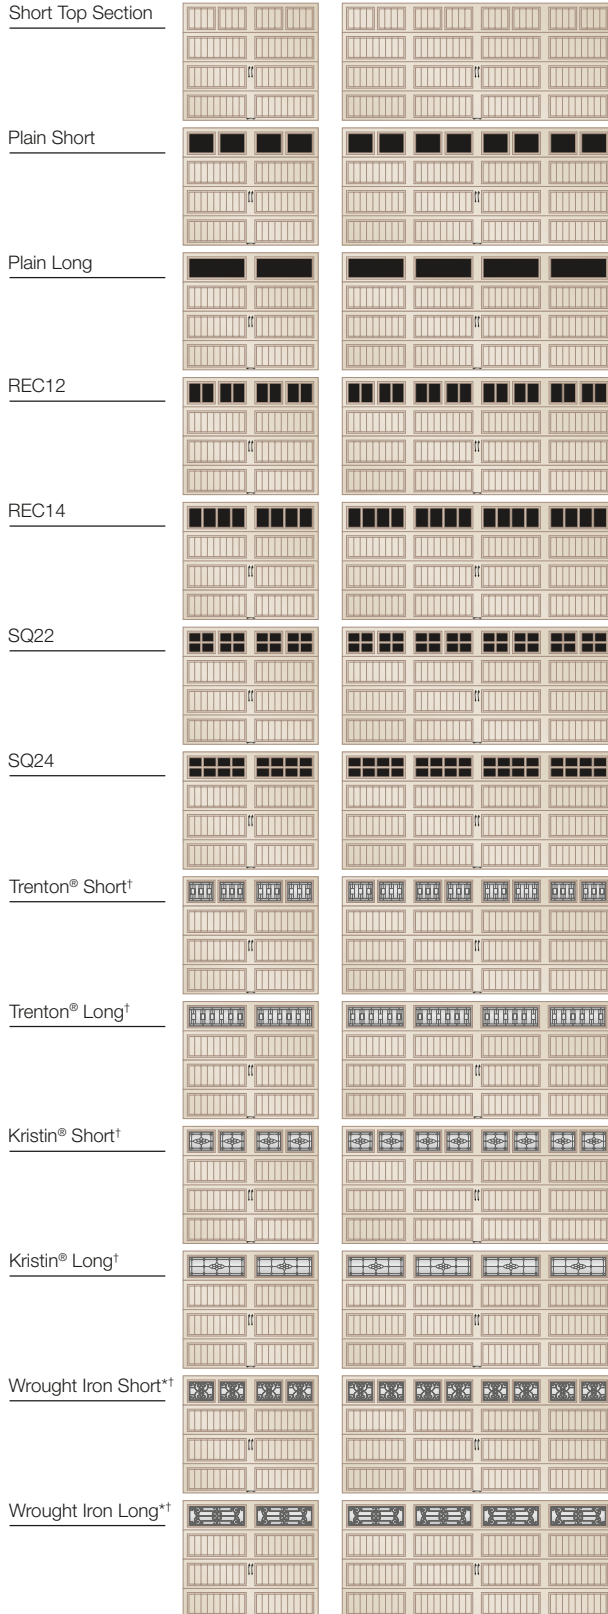 Short Top Section
Plain Short
Plain Long
REC12
REC14
SQ22
SQ24
Trenton® Short†
Trenton® Long†
Kristin® Short†
Kristin® Long†
Wrought Iron Short*†
Wrought Iron Long*†